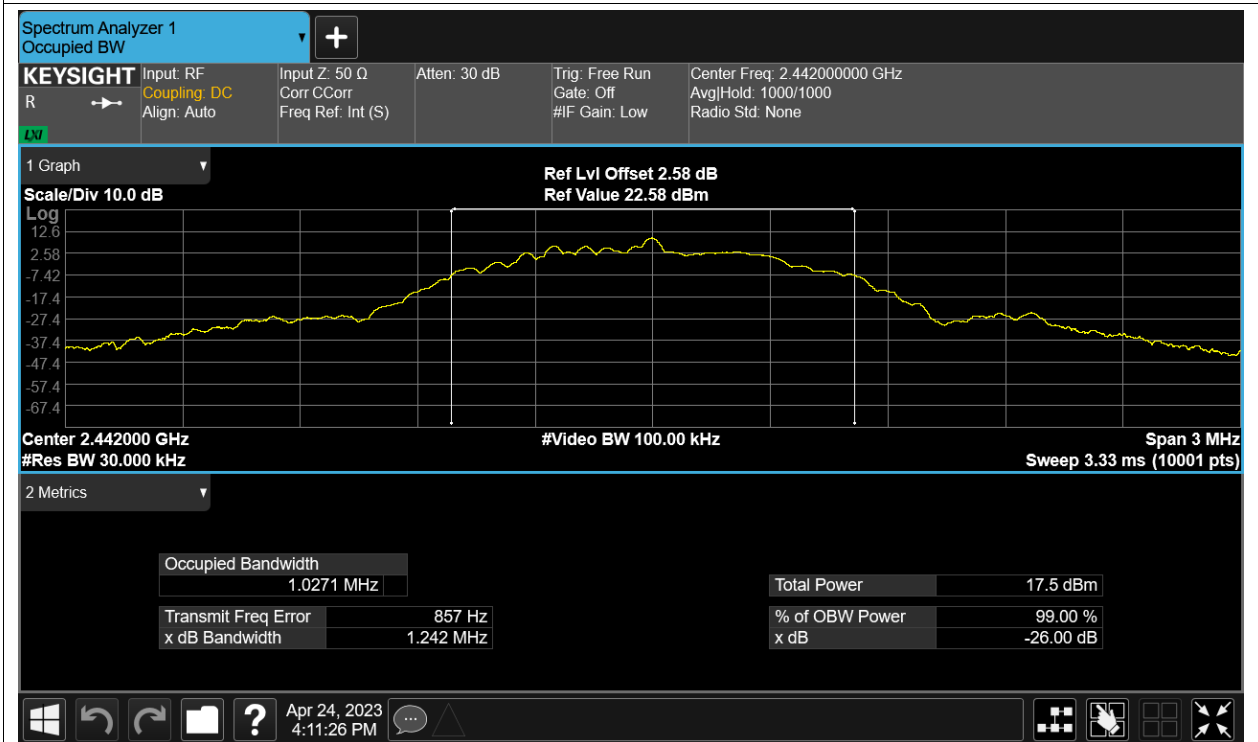 Spectrum Analyzer 1
Occupied BW
KEYSIGHT
R
LXI
Input: RF
Coupling: DC
Align: Auto
Input Z: 50 Ω
Corr CCorr
Freq Ref: Int (S)
Atten: 30 dB
Trig: Free Run
Gate: Off
#IF Gain: Low
Center Freq: 2.442000000 GHz
Avg|Hold: 1000/1000
Radio Std: None
1 Graph
Scale/Div 10.0 dB
Ref Lvl Offset 2.58 dB
Ref Value 22.58 dBm
Log
12.6
2.58
-7.42
-17.4
-27.4
-37.4
-47.4
-57.4
-67.4
Center 2.442000 GHz
#Res BW 30.000 kHz
#Video BW 100.00 kHz
Span 3 MHz
Sweep 3.33 ms (10001 pts)
2 Metrics
Occupied Bandwidth
1.0271 MHz
Transmit Freq Error 857 Hz
x dB Bandwidth 1.242 MHz
Total Power 17.5 dBm
% of OBW Power 99.00 %
x dB -26.00 dB
?
Apr 24, 2023
4:11:26 PM